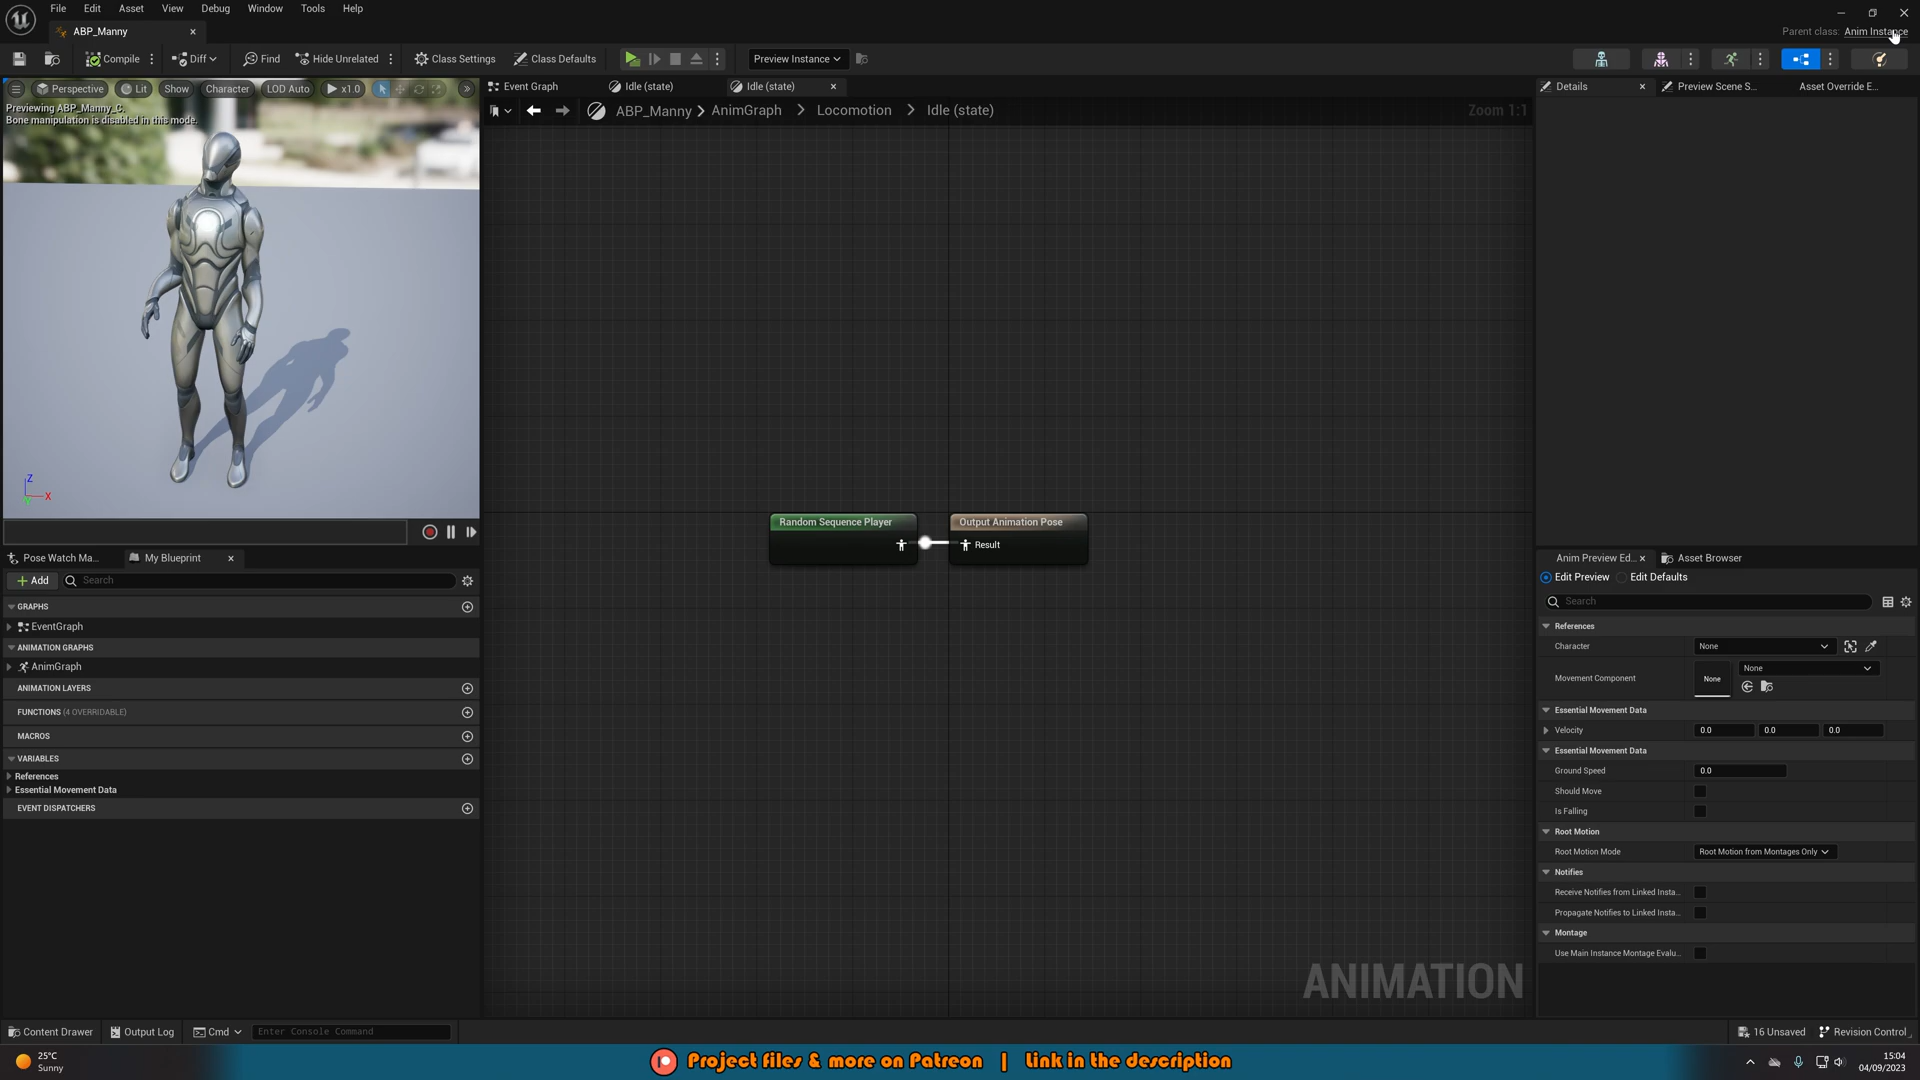 File Edit Asset View Debug Window Tools Help
ABP_Manny
Parent class: Anim Instance
Compile Diff Find Hide Unrelated Class Settings Class Defaults Preview Instance
Perspective Lit Show Character LOD Auto x1.0
Previewing ABP_Manny_C.
Bone manipulation is disabled in this mode.
Z
X
Event Graph Idle (state) Idle (state)
ABP_Manny AnimGraph Locomotion Idle (state) Zoom 1:1
Random Sequence Player
Output Animation Pose
Result
ANIMATION
Pose Watch Ma... My Blueprint
Add Search
GRAPHS
EventGraph
ANIMATION GRAPHS
AnimGraph
ANIMATION LAYERS
FUNCTIONS (4 OVERRIDABLE)
MACROS
VARIABLES
References
Essential Movement Data
EVENT DISPATCHERS
Details Preview Scene S... Asset Override E...
Anim Preview Ed... Asset Browser
Edit Preview Edit Defaults
Search
References
Character None
Movement Component None None
Essential Movement Data
Velocity 0.0 0.0 0.0
Essential Movement Data
Ground Speed 0.0
Should Move
Is Falling
Root Motion
Root Motion Mode Root Motion from Montages Only
Notifies
Receive Notifies from Linked Insta...
Propagate Notifies to Linked Insta...
Montage
Use Main Instance Montage Evalu...
Content Drawer Output Log Cmd Enter Console Command 16 Unsaved Revision Control
25°C
Sunny
Project files & more on Patreon | Link in the description
15:04
04/09/2023